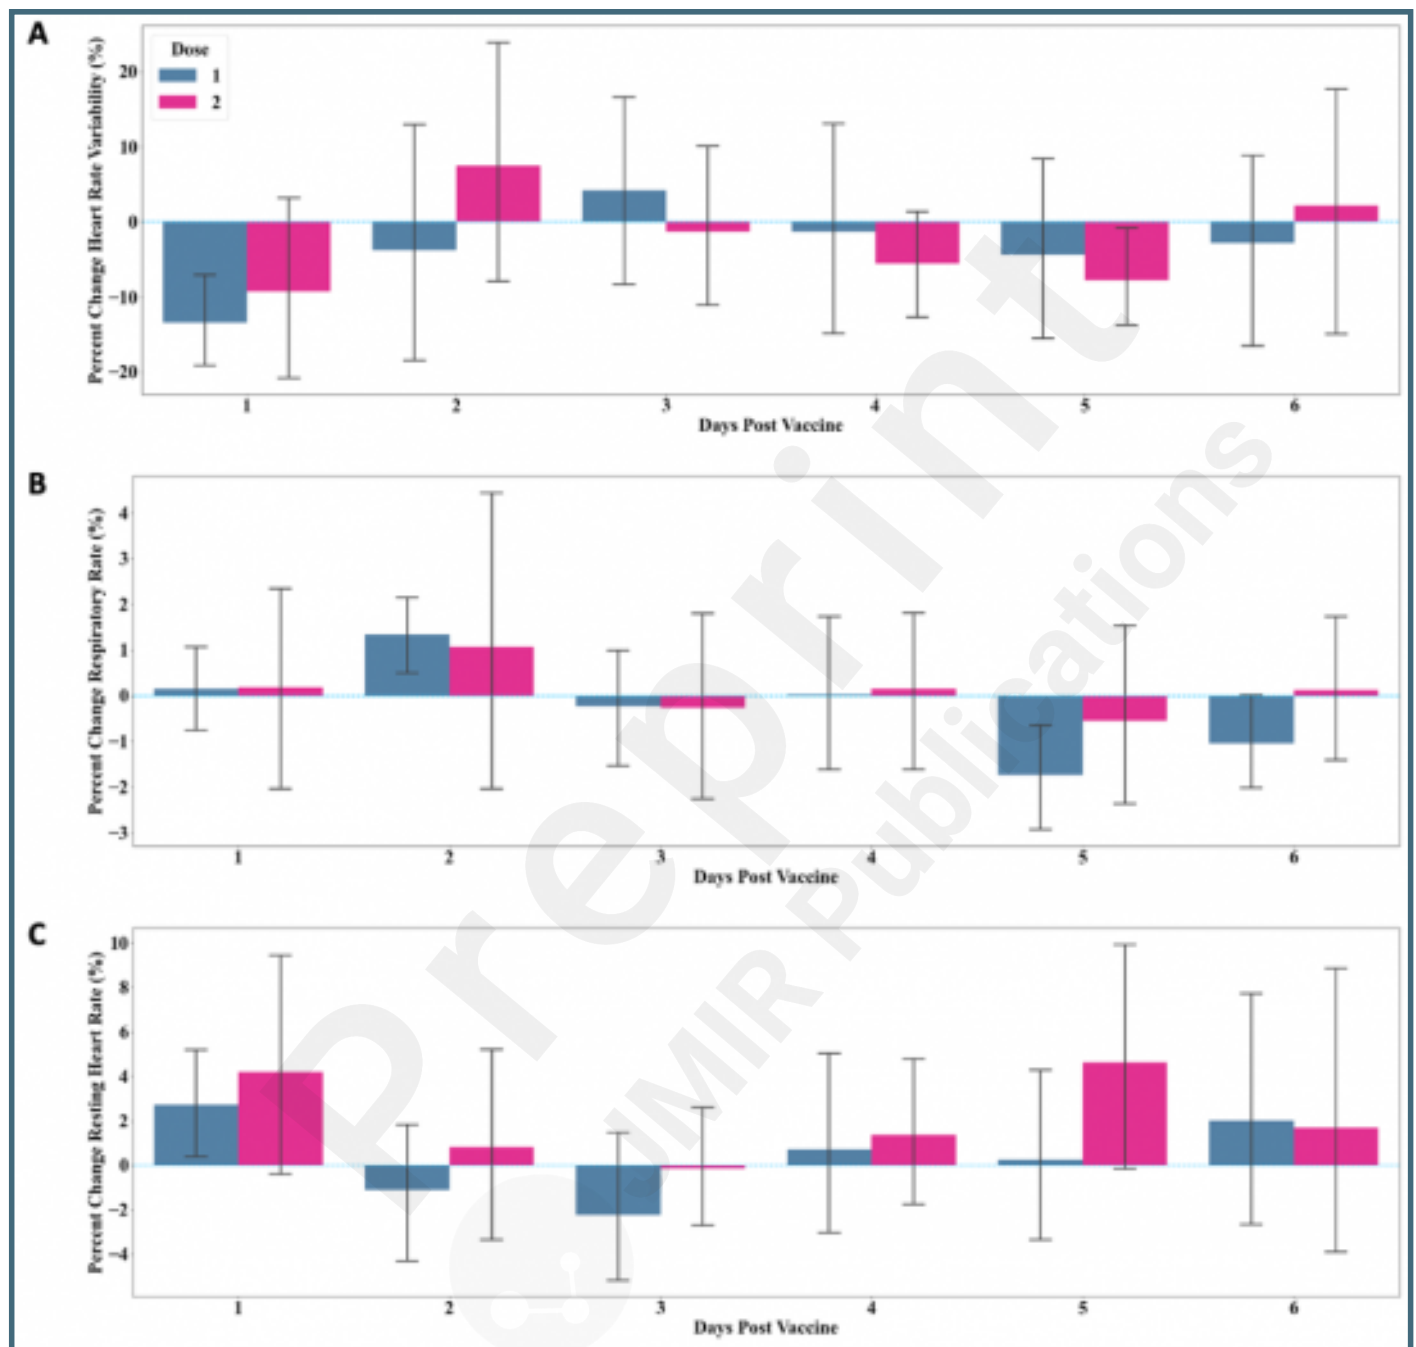 A
Percent Change Heart Rate Variability (%)
Dose
1
2
20
10
0
−10
−20
1 2 3 4 5 6
Days Post Vaccine
B
Percent Change Respiratory Rate (%)
4
3
2
1
0
−1
−2
−3
1 2 3 4 5 6
Days Post Vaccine
C
Percent Change Resting Heart Rate (%)
10
8
6
4
2
0
−2
−4
1 2 3 4 5 6
Days Post Vaccine
Preprint
JMIR Publications